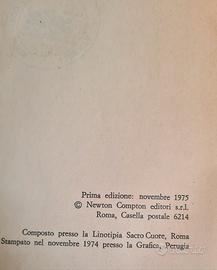 Prima edizione: novembre 1975
© Newton Compton editori s.r.l.
Roma, Casella postale 6214
Composto presso la Linotipia Sacro Cuore, Roma
Stampato nel novembre 1974 presso la Grafica, Perugia
subito